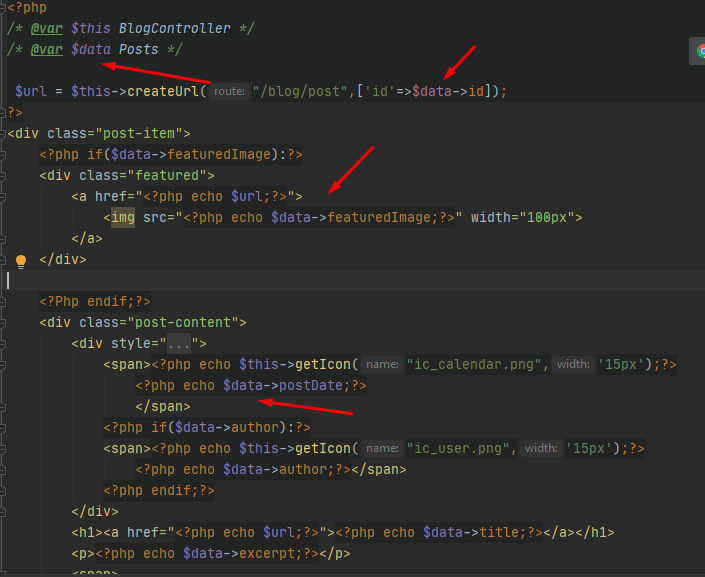 <?php
/* @var $this BlogController */
/* @var $data Posts */
$url = $this->createUrl( route: "/blog/post",['id'=>$data->id]);
?>
<div class="post-item">
<?php if($data->featuredImage):?>
<div class="featured">
<a href="<?php echo $url;?>">
<img src="<?php echo $data->featuredImage;?>" width="100px">
</a>
</div>
<?Php endif;?>
<div class="post-content">
<div style="...">
<span><?php echo $this->getIcon( name: "ic_calendar.png", width: '15px');?>
<?php echo $data->postDate;?>
</span>
<?php if($data->author):?>
<span><?php echo $this->getIcon( name: "ic_user.png", width: '15px');?>
<?php echo $data->author;?></span>
<?php endif;?>
</div>
<h1><a href="<?php echo $url;?>"><?php echo $data->title;?></a></h1>
<p><?php echo $data->excerpt;?></p>
<span>